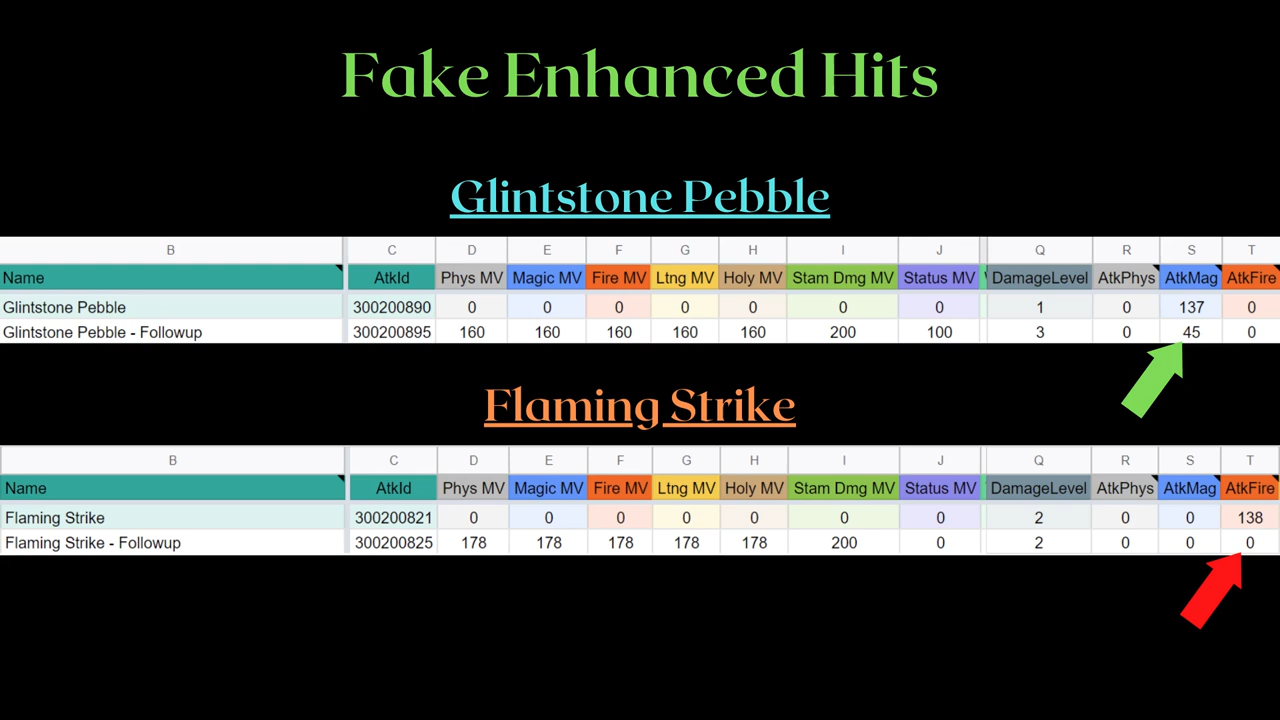 Fake Enhanced Hits
Glintstone Pebble
B C D E F G H I J Q R S T
Name AtkId Phys MV Magic MV Fire MV Ltng MV Holy MV Stam Dmg MV Status MV DamageLevel AtkPhys AtkMag AtkFire
Glintstone Pebble 300200890 0 0 0 0 0 0 0 1 0 137 0
Glintstone Pebble - Followup 300200895 160 160 160 160 160 200 100 3 0 45 0
Flaming Strike
B C D E F G H I J Q R S T
Name AtkId Phys MV Magic MV Fire MV Ltng MV Holy MV Stam Dmg MV Status MV DamageLevel AtkPhys AtkMag AtkFire
Flaming Strike 300200821 0 0 0 0 0 0 0 2 0 0 138
Flaming Strike - Followup 300200825 178 178 178 178 178 200 0 2 0 0 0